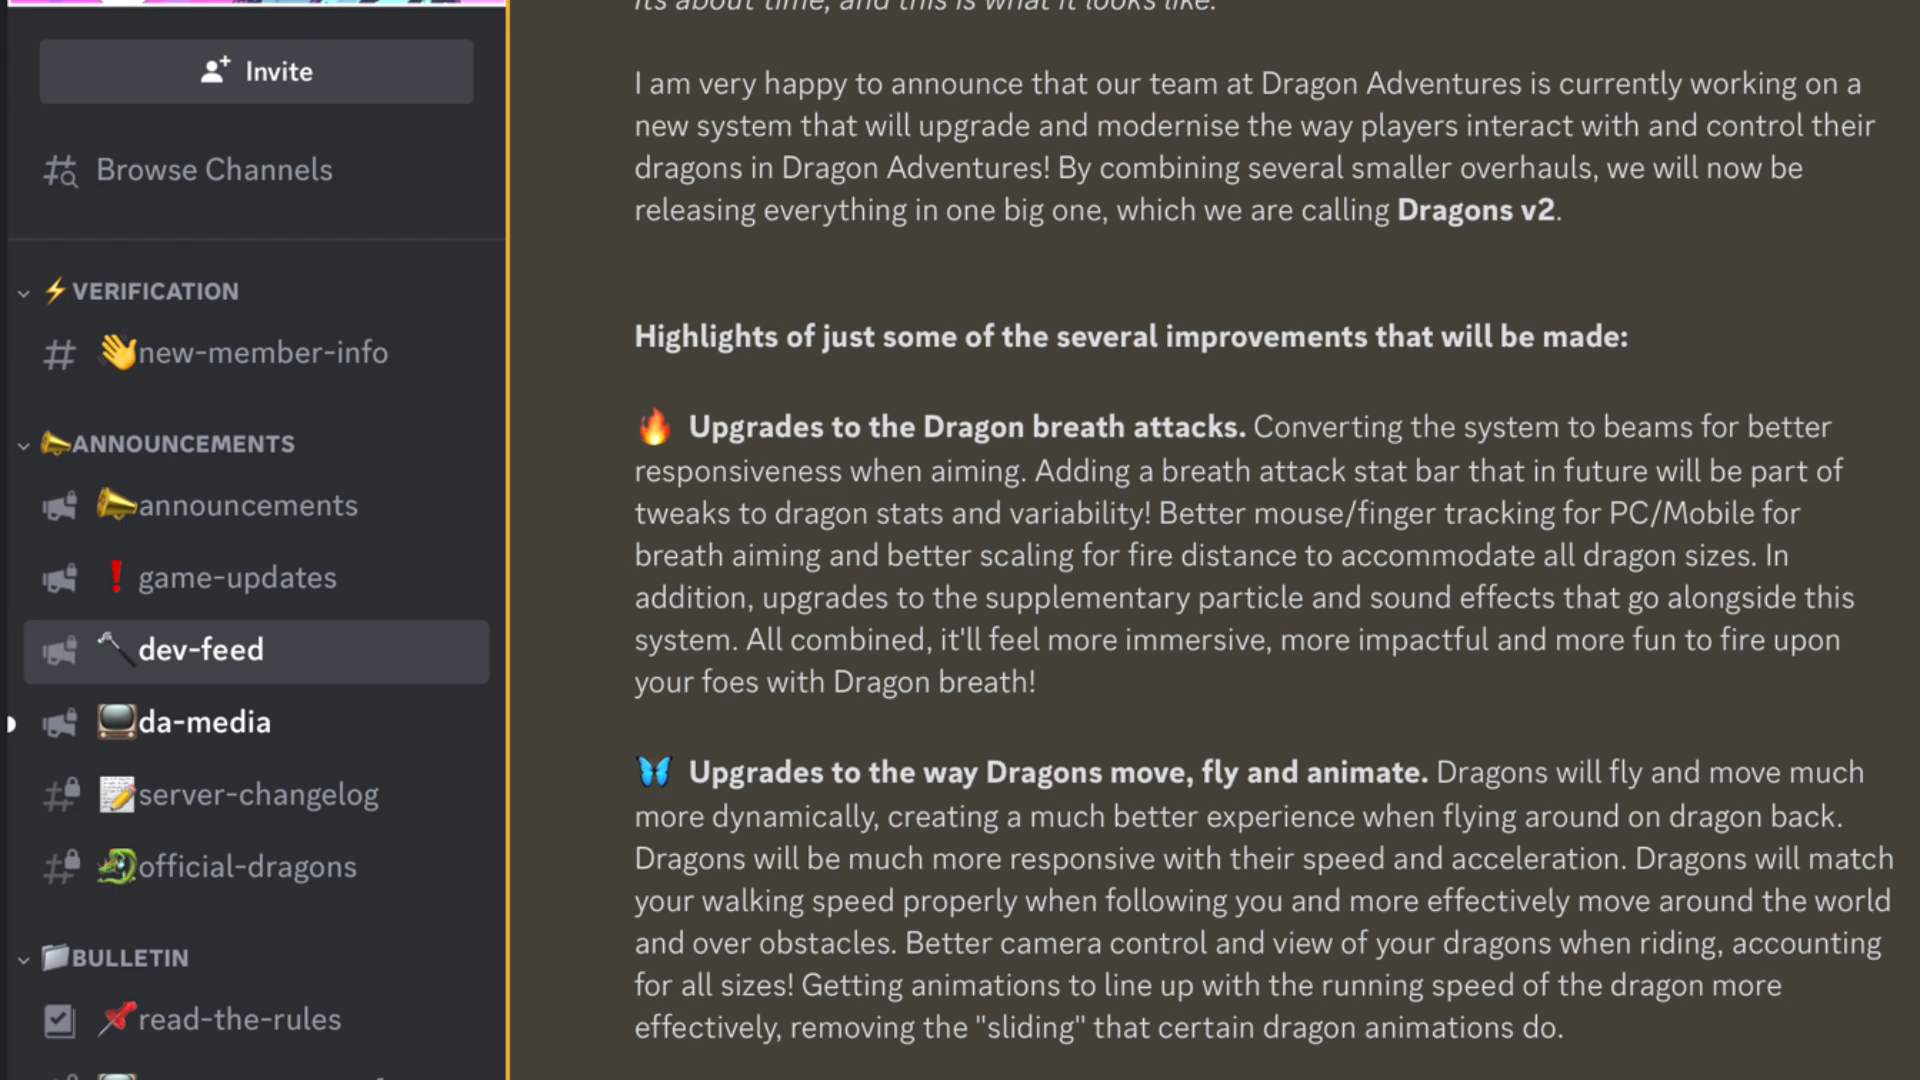 Invite
Browse Channels
VERIFICATION
new-member-info
ANNOUNCEMENTS
announcements
game-updates
dev-feed
da-media
server-changelog
official-dragons
BULLETIN
read-the-rules
its about time, and this is what it looks like.
I am very happy to announce that our team at Dragon Adventures is currently working on a
new system that will upgrade and modernise the way players interact with and control their
dragons in Dragon Adventures! By combining several smaller overhauls, we will now be
releasing everything in one big one, which we are calling Dragons v2.
Highlights of just some of the several improvements that will be made:
🔥 Upgrades to the Dragon breath attacks. Converting the system to beams for better
responsiveness when aiming. Adding a breath attack stat bar that in future will be part of
tweaks to dragon stats and variability! Better mouse/finger tracking for PC/Mobile for
breath aiming and better scaling for fire distance to accommodate all dragon sizes. In
addition, upgrades to the supplementary particle and sound effects that go alongside this
system. All combined, it'll feel more immersive, more impactful and more fun to fire upon
your foes with Dragon breath!
🦋 Upgrades to the way Dragons move, fly and animate. Dragons will fly and move much
more dynamically, creating a much better experience when flying around on dragon back.
Dragons will be much more responsive with their speed and acceleration. Dragons will match
your walking speed properly when following you and more effectively move around the world
and over obstacles. Better camera control and view of your dragons when riding, accounting
for all sizes! Getting animations to line up with the running speed of the dragon more
effectively, removing the "sliding" that certain dragon animations do.